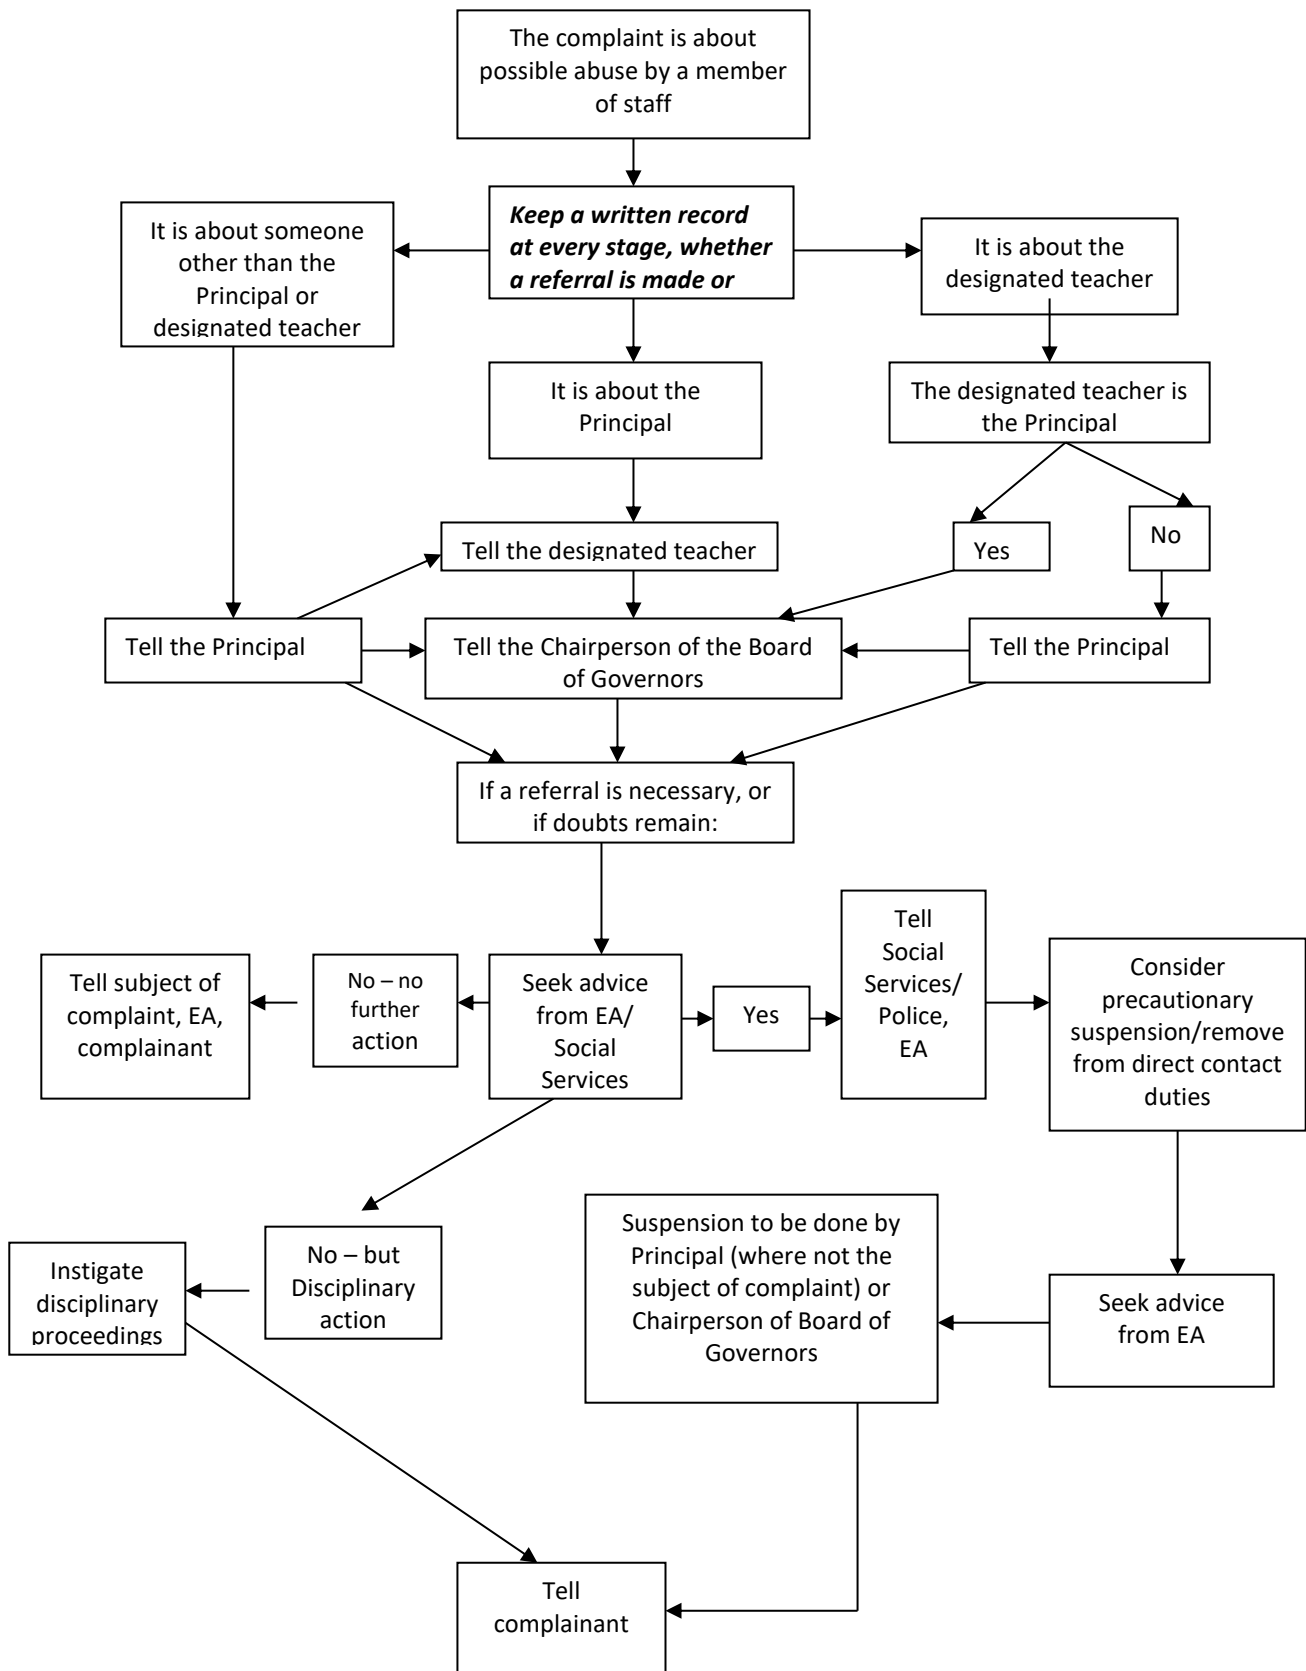 The complaint is about
possible abuse by a member
of staff
Keep a written record
at every stage, whether
a referral is made or
It is about someone
other than the
Principal or
designated teacher
It is about the
designated teacher
It is about the
Principal
The designated teacher is
the Principal
Tell the designated teacher
Yes
No
Tell the Principal
Tell the Chairperson of the Board
of Governors
Tell the Principal
If a referral is necessary, or
if doubts remain:
Tell subject of
complaint, EA,
complainant
No – no
further
action
Seek advice
from EA/
Social
Services
Yes
Tell
Social
Services/
Police,
EA
Consider
precautionary
suspension/remove
from direct contact
duties
Instigate
disciplinary
proceedings
No – but
Disciplinary
action
Suspension to be done by
Principal (where not the
subject of complaint) or
Chairperson of Board of
Governors
Seek advice
from EA
Tell
complainant